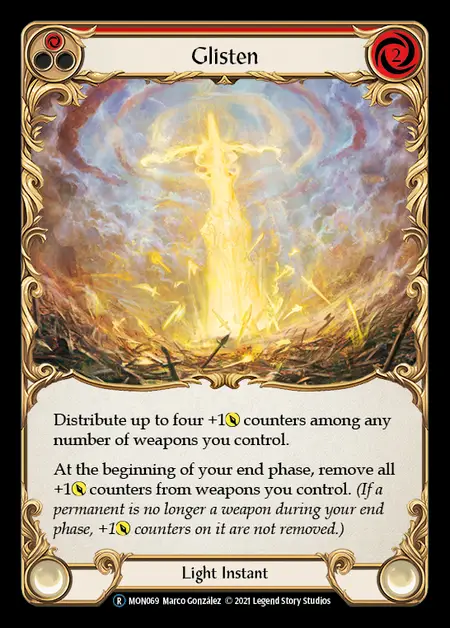 Glisten
2
Distribute up to four +1 counters among any
number of weapons you control.
At the beginning of your end phase, remove all
+1 counters from weapons you control. (If a
permanent is no longer a weapon during your end
phase, +1 counters on it are not removed.)
Light Instant
R MON069 Marco González © 2021 Legend Story Studios